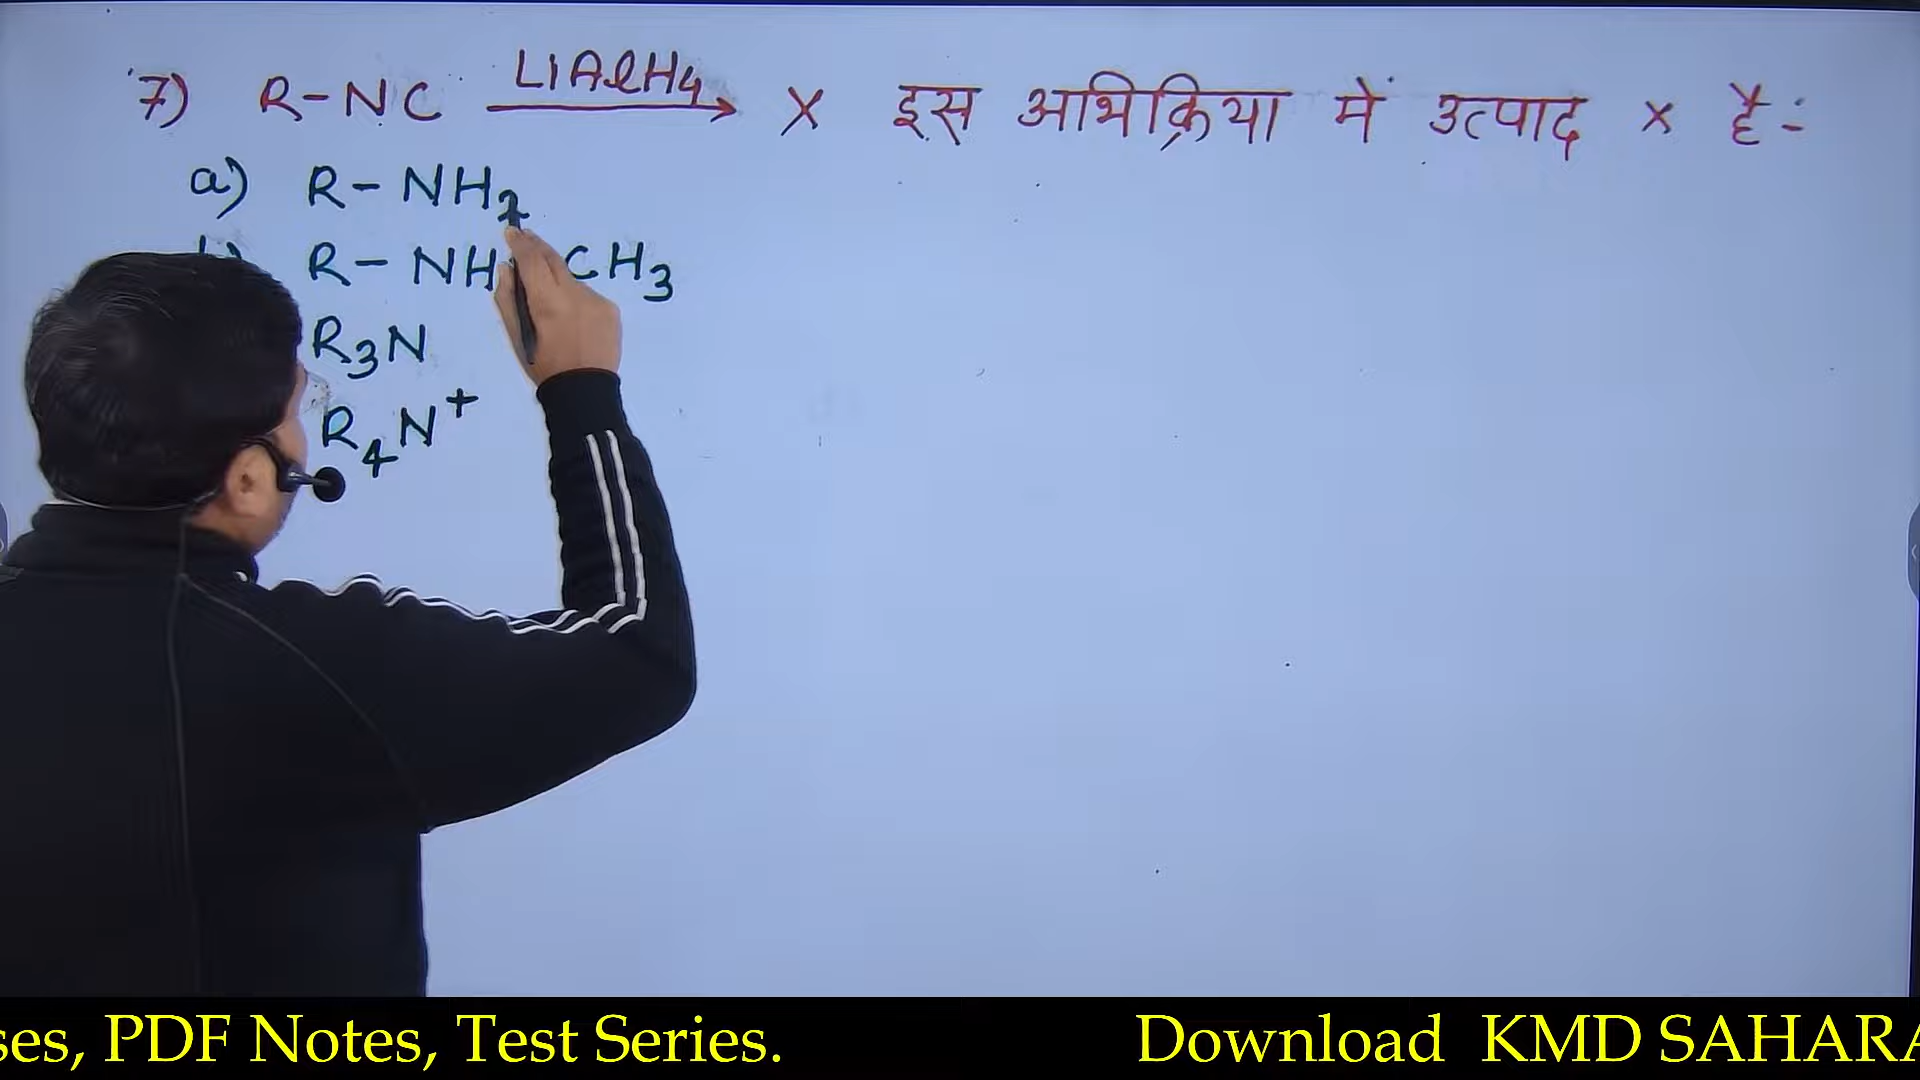 7) R-NC LiAlH4 → X इस अभिक्रिया में उत्पाद X है :-
a) R-NH2
b) R-NH-CH3
R3N
R4N+
ses, PDF Notes, Test Series. Download KMD SAHARA